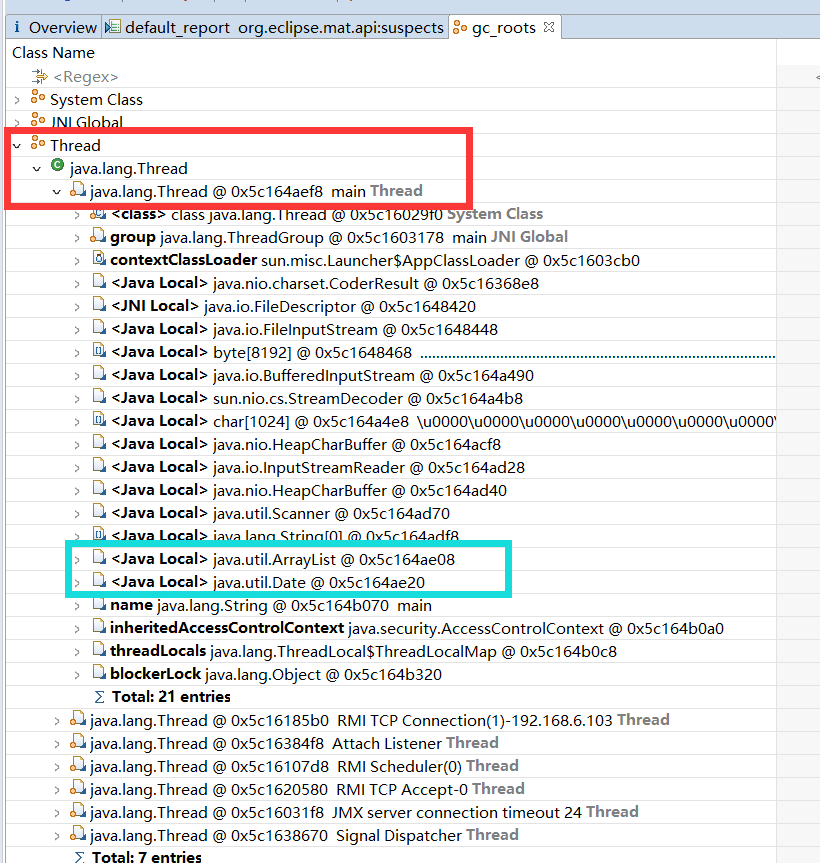 i Overview default_report org.eclipse.mat.api:suspects gc_roots
Class Name
<Regex>
System Class
JNI Global
Thread
java.lang.Thread
java.lang.Thread @ 0x5c164aef8 main Thread
<class> class java.lang.Thread @ 0x5c16029f0 System Class
group java.lang.ThreadGroup @ 0x5c1603178 main JNI Global
contextClassLoader sun.misc.Launcher$AppClassLoader @ 0x5c1603cb0
<Java Local> java.nio.charset.CoderResult @ 0x5c16368e8
<JNI Local> java.io.FileDescriptor @ 0x5c1648420
<Java Local> java.io.FileInputStream @ 0x5c1648448
<Java Local> byte[8192] @ 0x5c1648468 ................................................................................
<Java Local> java.io.BufferedInputStream @ 0x5c164a490
<Java Local> sun.nio.cs.StreamDecoder @ 0x5c164a4b8
<Java Local> char[1024] @ 0x5c164a4e8 \u0000\u0000\u0000\u0000\u0000\u0000\u0000\
<Java Local> java.nio.HeapCharBuffer @ 0x5c164acf8
<Java Local> java.io.InputStreamReader @ 0x5c164ad28
<Java Local> java.nio.HeapCharBuffer @ 0x5c164ad40
<Java Local> java.util.Scanner @ 0x5c164ad70
<Java Local> java.lang.String[0] @ 0x5c164adf8
<Java Local> java.util.ArrayList @ 0x5c164ae08
<Java Local> java.util.Date @ 0x5c164ae20
name java.lang.String @ 0x5c164b070 main
inheritedAccessControlContext java.security.AccessControlContext @ 0x5c164b0a0
threadLocals java.lang.ThreadLocal$ThreadLocalMap @ 0x5c164b0c8
blockerLock java.lang.Object @ 0x5c164b320
Σ Total: 21 entries
java.lang.Thread @ 0x5c16185b0 RMI TCP Connection(1)-192.168.6.103 Thread
java.lang.Thread @ 0x5c16384f8 Attach Listener Thread
java.lang.Thread @ 0x5c16107d8 RMI Scheduler(0) Thread
java.lang.Thread @ 0x5c1620580 RMI TCP Accept-0 Thread
java.lang.Thread @ 0x5c16031f8 JMX server connection timeout 24 Thread
java.lang.Thread @ 0x5c1638670 Signal Dispatcher Thread
Σ Total: 7 entries